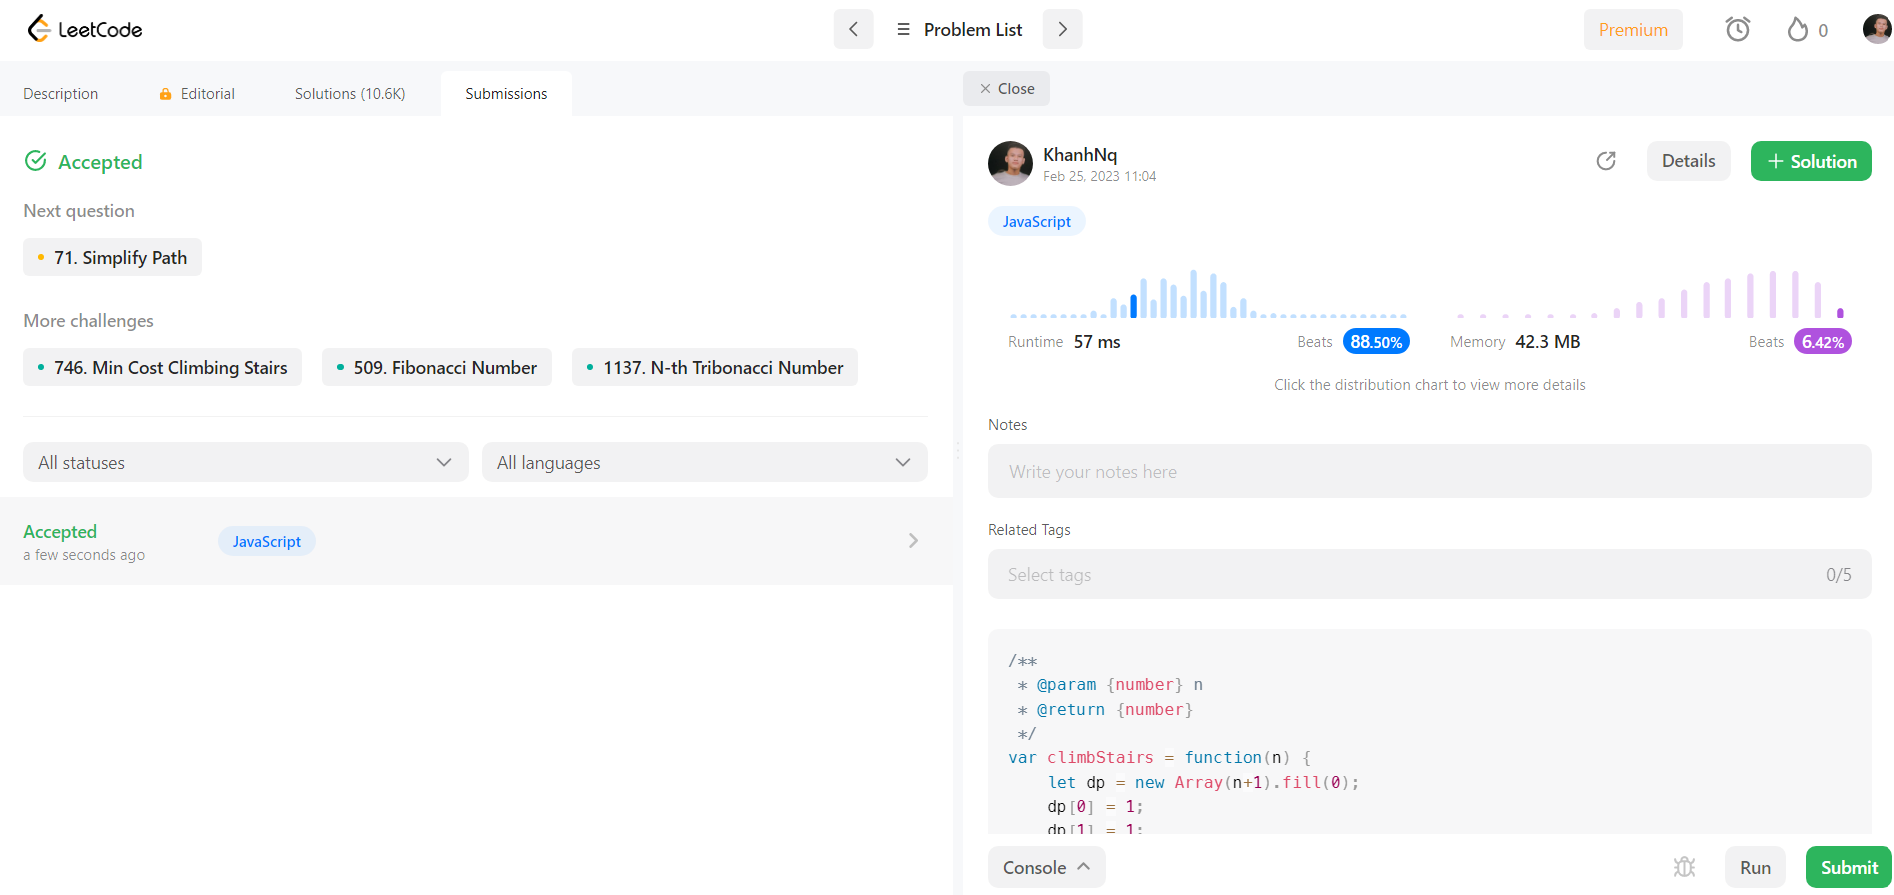 LeetCode
Problem List
Premium
0
Description
Editorial
Solutions (10.6K)
Submissions
Close
Accepted
Next question
71. Simplify Path
More challenges
746. Min Cost Climbing Stairs
509. Fibonacci Number
1137. N-th Tribonacci Number
All statuses
All languages
Accepted
a few seconds ago
JavaScript
KhanhNq
Feb 25, 2023 11:04
Details
+ Solution
JavaScript
Runtime 57 ms
Beats 88.50%
Memory 42.3 MB
Beats 6.42%
Click the distribution chart to view more details
Notes
Write your notes here
Related Tags
Select tags
0/5
/**
 * @param {number} n
 * @return {number}
 */
var climbStairs = function(n) {
    let dp = new Array(n+1).fill(0);
    dp[0] = 1;
    dp[1] = 1;
Console
Run
Submit